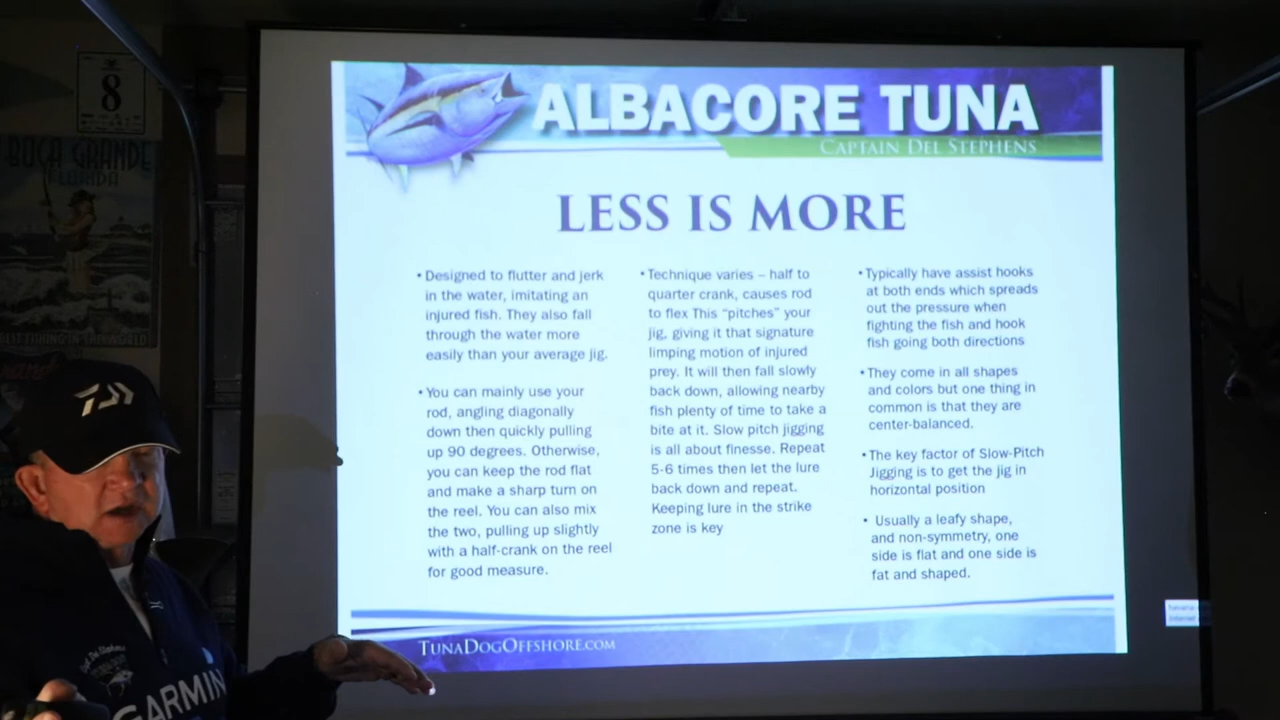 8
BOCA GRANDE
FLORIDA
ALBACORE TUNA
CAPTAIN DEL STEPHENS
LESS IS MORE
• Designed to flutter and jerk
in the water, imitating an
injured fish. They also fall
through the water more
easily than your average jig.
• You can mainly use your
rod, angling diagonally
down then quickly pulling
up 90 degrees. Otherwise,
you can keep the rod flat
and make a sharp turn on
the reel. You can also mix
the two, pulling up slightly
with a half-crank on the reel
for good measure.
• Technique varies – half to
quarter crank, causes rod
to flex This “pitches” your
jig, giving it that signature
limping motion of injured
prey. It will then fall slowly
back down, allowing nearby
fish plenty of time to take a
bite at it. Slow pitch jigging
is all about finesse. Repeat
5-6 times then let the lure
back down and repeat.
Keeping lure in the strike
zone is key
• Typically have assist hooks
at both ends which spreads
out the pressure when
fighting the fish and hook
fish going both directions
• They come in all shapes
and colors but one thing in
common is that they are
center-balanced.
• The key factor of Slow-Pitch
Jigging is to get the jig in
horizontal position
• Usually a leafy shape,
and non-symmetry, one
side is flat and one side is
fat and shaped.
TUNADOGOFFSHORE.COM
GARMIN